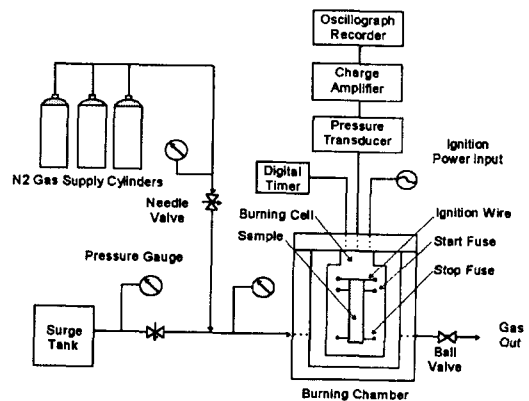 Oscillograph
Recorder
Charge
Amplifier
Pressure
Transducer
Ignition
Power Input
Digital
Timer
N2 Gas Supply Cylinders
Needle
Valve
Burning Cell
Ignition Wire
Sample
Start Fuse
Pressure Gauge
Stop Fuse
Surge
Tank
Gas
Out
Ball
Valve
Burning Chamber